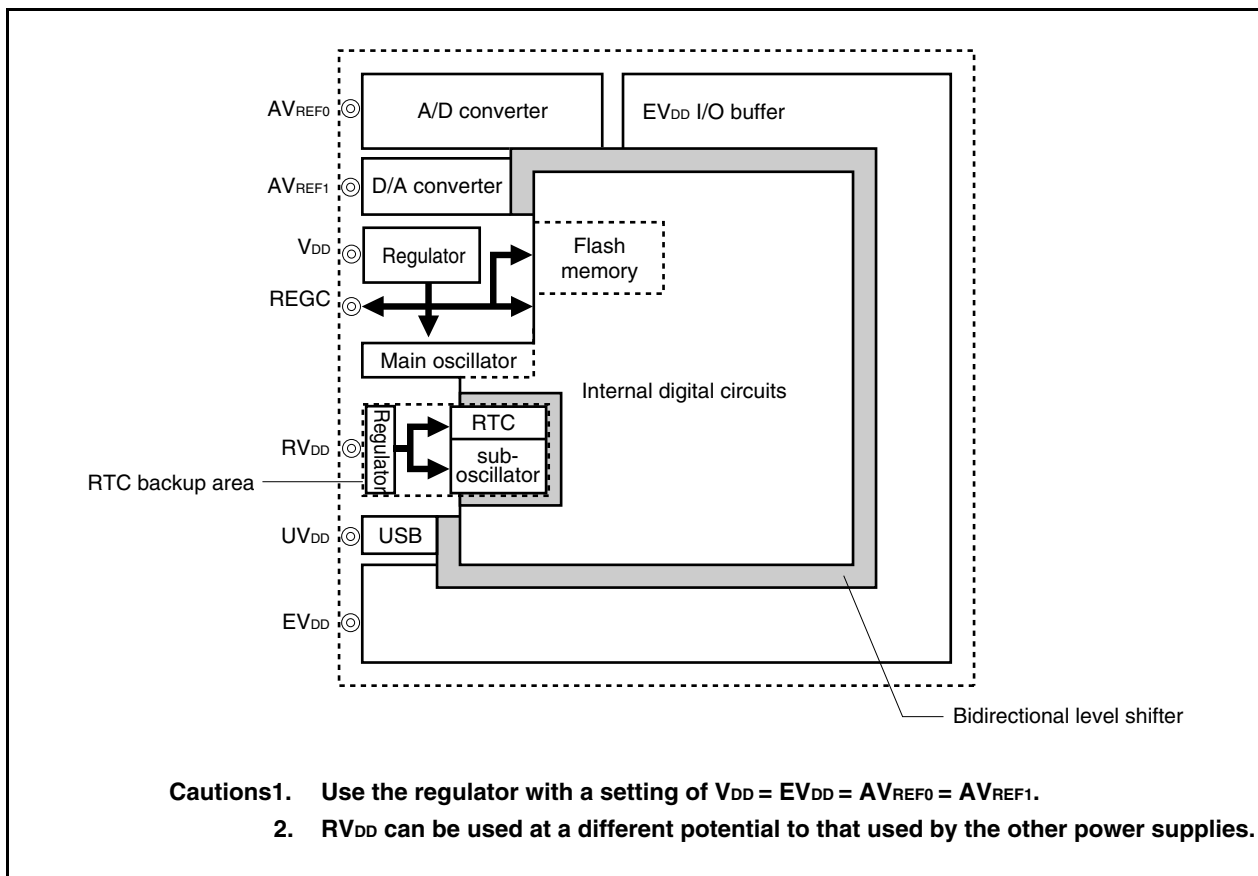 AVREF0
A/D converter
EVDD I/O buffer
AVREF1
D/A converter
VDD
Regulator
Flash
memory
REGC
Main oscillator
Internal digital circuits
RVDD
Regulator
RTC
sub-
oscillator
RTC backup area
UVDD
USB
EVDD
Bidirectional level shifter
Cautions1. Use the regulator with a setting of VDD = EVDD = AVREF0 = AVREF1.
2. RVDD can be used at a different potential to that used by the other power supplies.